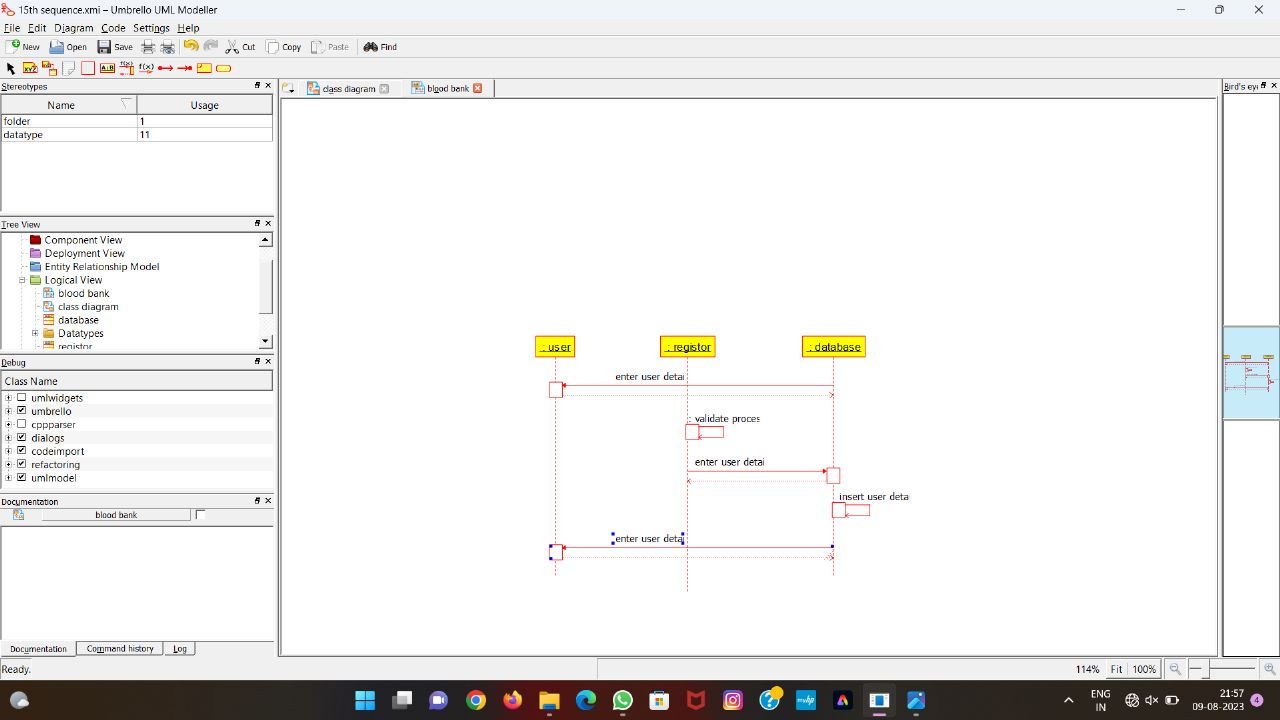 15th sequence.xmi – Umbrello UML Modeller
File Edit Diagram Code Settings Help
New Open Save Cut Copy Paste Find
Stereotypes
Name Usage
folder 1
datatype 11
Tree View
Component View
Deployment View
Entity Relationship Model
Logical View
blood bank
class diagram
database
Datatypes
registor
Debug
Class Name
umlwidgets
umbrello
cppparser
dialogs
codeimport
refactoring
umlmodel
Documentation
blood bank
Documentation Command history Log
Ready.
class diagram blood bank
: user : registor : database
enter user detai
: validate proces
enter user detai
insert user deta
enter user detai
Bird's eye
114% Fit 100%
ENG
IN
21:57
09-08-2023
4